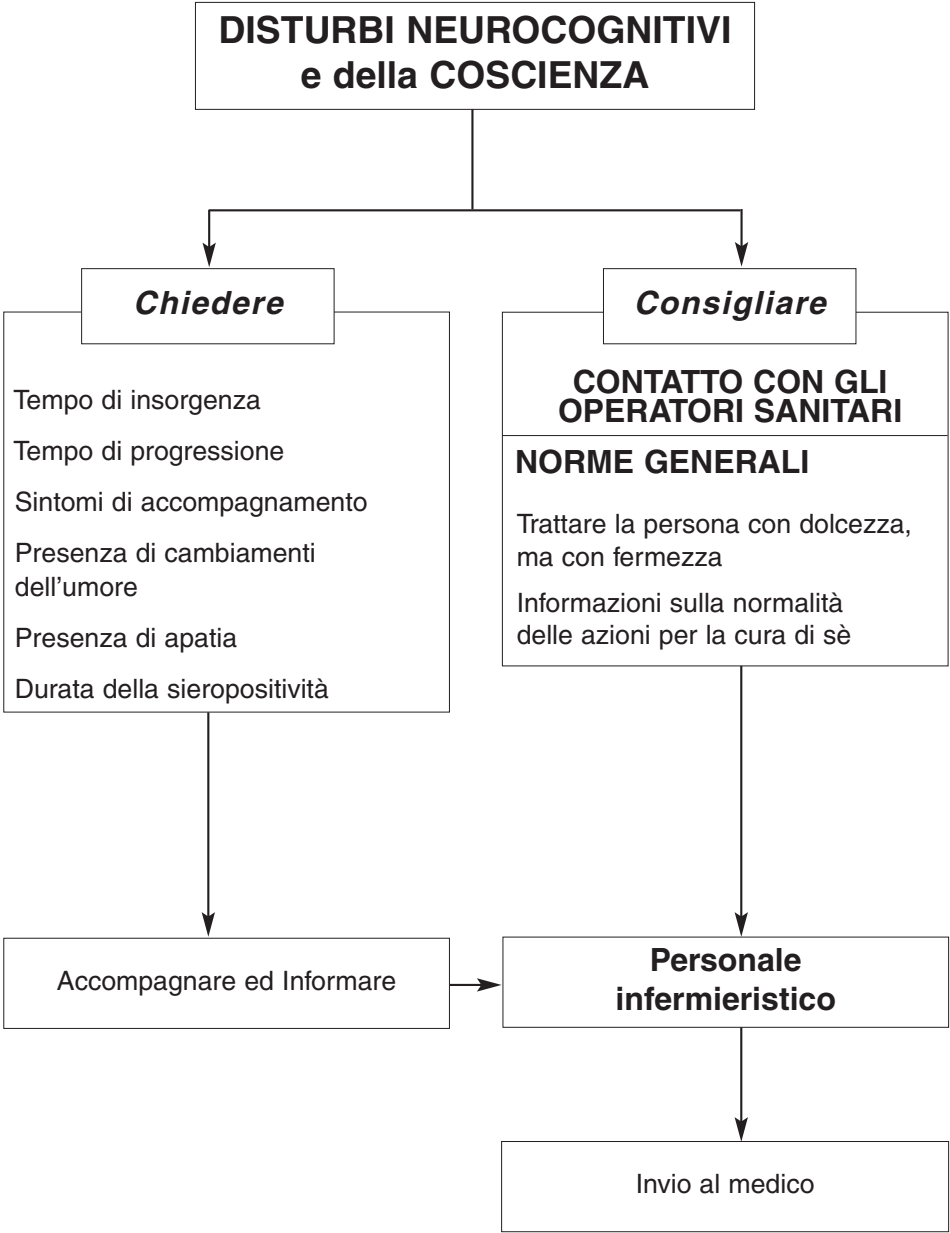 DISTURBI NEUROCOGNITIVI
e della COSCIENZA
Chiedere
Tempo di insorgenza
Tempo di progressione
Sintomi di accompagnamento
Presenza di cambiamenti
dell'umore
Presenza di apatia
Durata della sieropositività
Consigliare
CONTATTO CON GLI
OPERATORI SANITARI
NORME GENERALI
Trattare la persona con dolcezza,
ma con fermezza
Informazioni sulla normalità
delle azioni per la cura di sè
Accompagnare ed Informare
Personale
infermieristico
Invio al medico